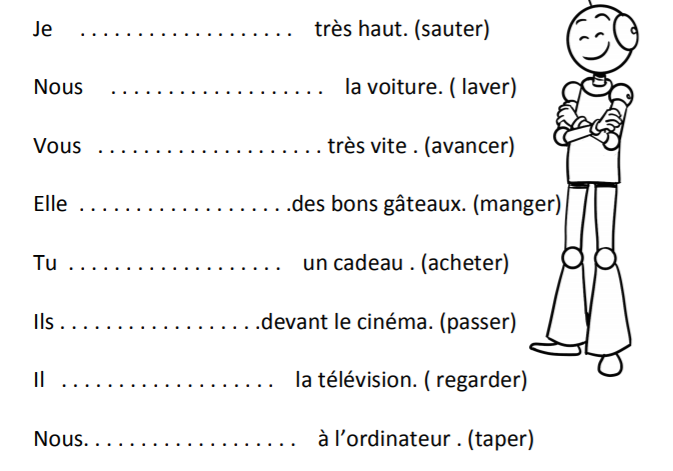 Je . . . . . . . . . . . . . . . . . . . très haut. (sauter)
Nous . . . . . . . . . . . . . . . . . . . la voiture. ( laver)
Vous . . . . . . . . . . . . . . . . . . . . très vite . (avancer)
Elle . . . . . . . . . . . . . . . . . . .des bons gâteaux. (manger)
Tu . . . . . . . . . . . . . . . . . . . un cadeau . (acheter)
Ils . . . . . . . . . . . . . . . . . .devant le cinéma. (passer)
Il . . . . . . . . . . . . . . . . . . . la télévision. ( regarder)
Nous. . . . . . . . . . . . . . . . . . . à l’ordinateur . (taper)